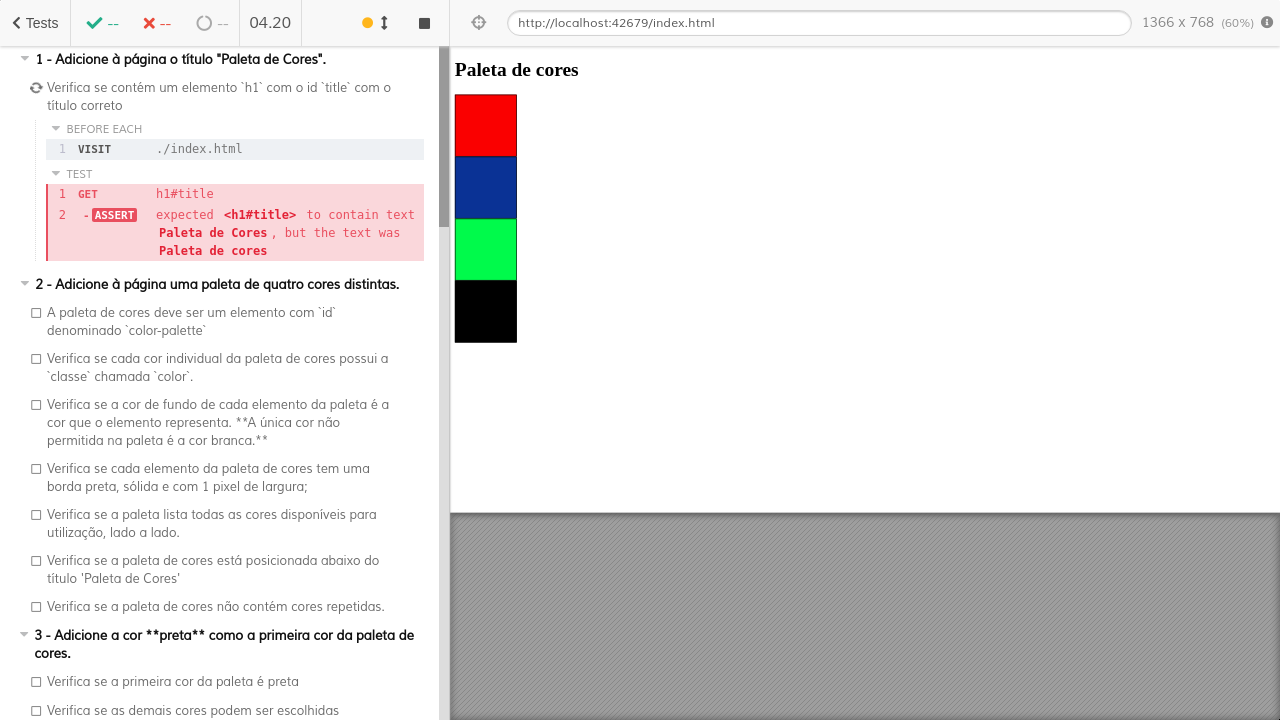 Tests
--
--
--
04.20
http://localhost:42679/index.html
1366 x 768 (60%)
1 - Adicione à página o título "Paleta de Cores".
Verifica se contém um elemento `h1` com o id `title` com o
título correto
BEFORE EACH
1 VISIT ./index.html
TEST
1 GET h1#title
2 -ASSERT expected <h1#title> to contain text
Paleta de Cores, but the text was
Paleta de cores
2 - Adicione à página uma paleta de quatro cores distintas.
A paleta de cores deve ser um elemento com `id`
denominado `color-palette`
Verifica se cada cor individual da paleta de cores possui a
`classe` chamada `color`.
Verifica se a cor de fundo de cada elemento da paleta é a
cor que o elemento representa. **A única cor não
permitida na paleta é a cor branca.**
Verifica se cada elemento da paleta de cores tem uma
borda preta, sólida e com 1 pixel de largura;
Verifica se a paleta lista todas as cores disponíveis para
utilização, lado a lado.
Verifica se a paleta de cores está posicionada abaixo do
título 'Paleta de Cores'
Verifica se a paleta de cores não contém cores repetidas.
3 - Adicione a cor **preta** como a primeira cor da paleta de
cores.
Verifica se a primeira cor da paleta é preta
Verifica se as demais cores podem ser escolhidas
Paleta de cores